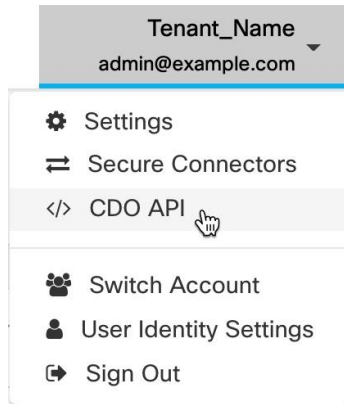 Tenant_Name
admin@example.com
Settings
Secure Connectors
</> CDO API
Switch Account
User Identity Settings
Sign Out